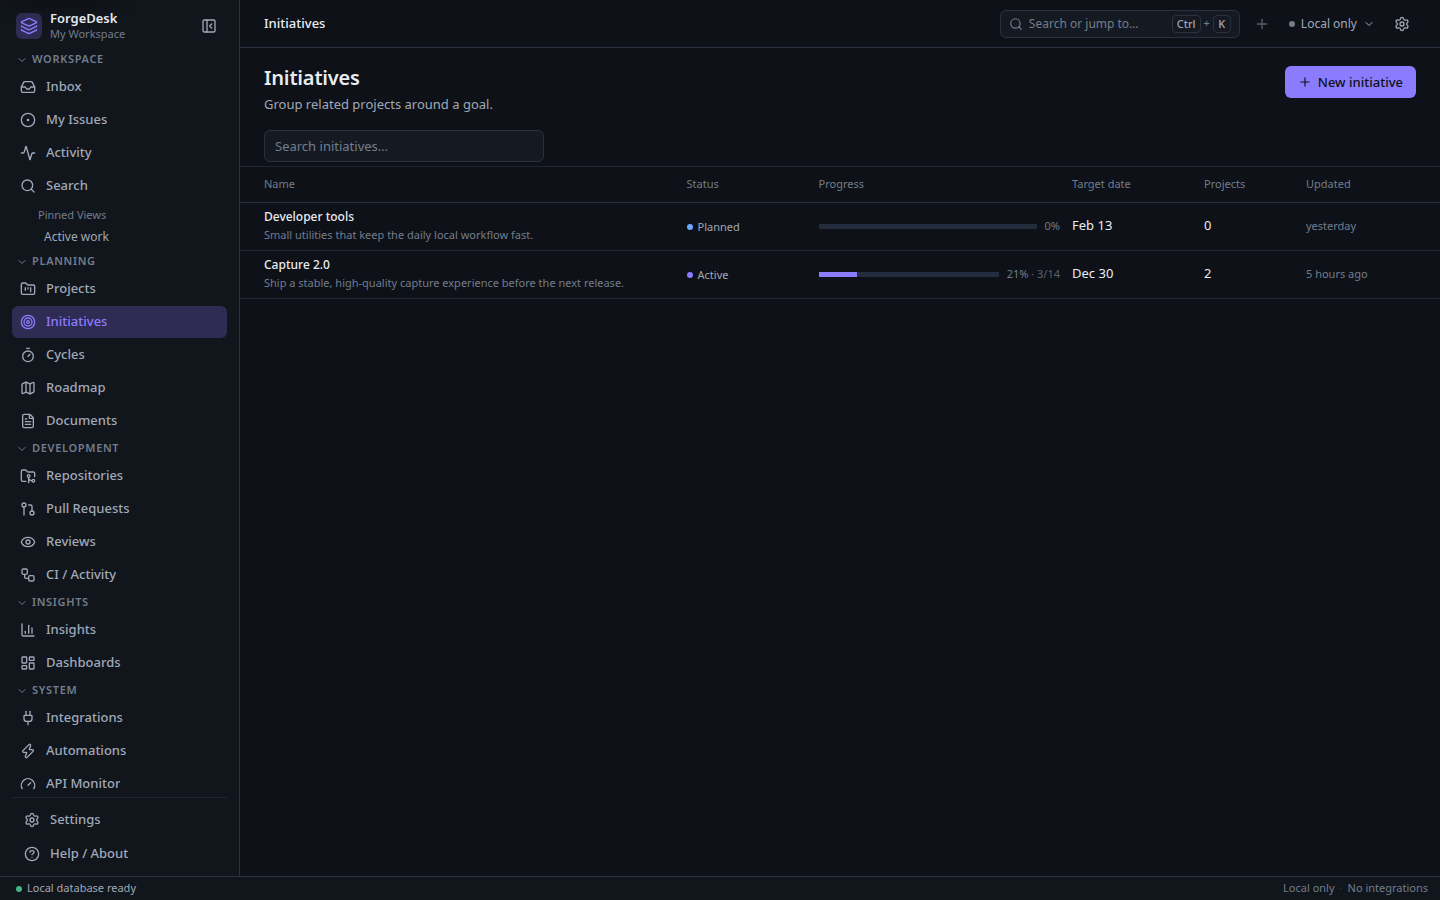 ForgeDesk
My Workspace
WORKSPACE
Inbox
My Issues
Activity
Search
Pinned Views
Active work
PLANNING
Projects
Initiatives
Cycles
Roadmap
Documents
DEVELOPMENT
Repositories
Pull Requests
Reviews
CI / Activity
INSIGHTS
Insights
Dashboards
SYSTEM
Integrations
Automations
API Monitor
Settings
Help / About
Initiatives
Search or jump to... Ctrl + K
Local only
Initiatives
Group related projects around a goal.
New initiative
Search initiatives...
Name Status Progress Target date Projects Updated
Developer tools
Small utilities that keep the daily local workflow fast.
Planned 0% Feb 13 0 yesterday
Capture 2.0
Ship a stable, high-quality capture experience before the next release.
Active 21% · 3/14 Dec 30 2 5 hours ago
Local database ready
Local only · No integrations